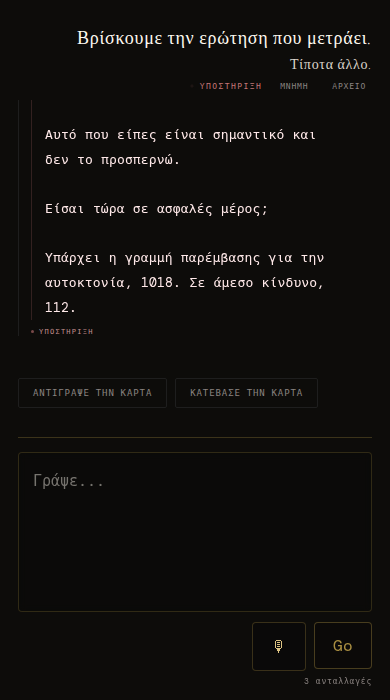 Βρίσκουμε την ερώτηση που μετράει.
Τίποτα άλλο.
ΥΠΟΣΤΗΡΙΞΗ ΜΝΗΜΗ ΑΡΧΕΙΟ
Αυτό που είπες είναι σημαντικό και
δεν το προσπερνώ.
Είσαι τώρα σε ασφαλές μέρος;
Υπάρχει η γραμμή παρέμβασης για την
αυτοκτονία, 1018. Σε άμεσο κίνδυνο,
112.
ΥΠΟΣΤΗΡΙΞΗ
ΑΝΤΙΓΡΑΨΕ ΤΗΝ ΚΑΡΤΑ ΚΑΤΕΒΑΣΕ ΤΗΝ ΚΑΡΤΑ
Γράψε...
Go
3 ανταλλαγές